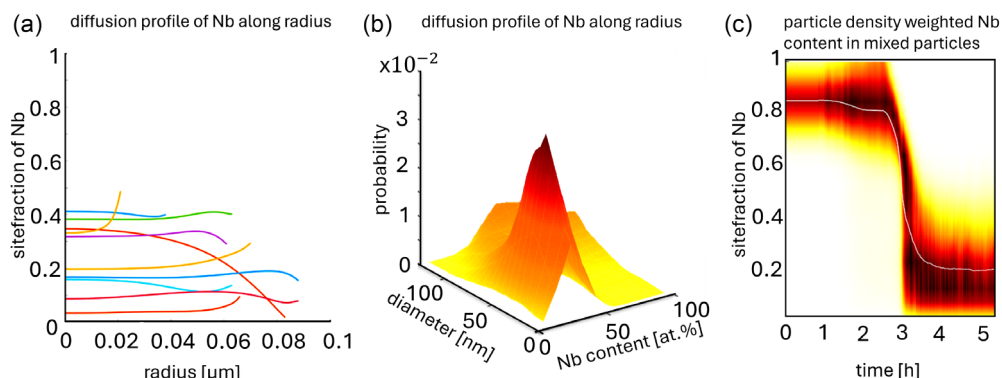 (a) diffusion profile of Nb along radius
sitefraction of Nb
1
0.8
0.6
0.4
0.2
0
0 0.02 0.04 0.06 0.08 0.1
radius [µm]
(b) diffusion profile of Nb along radius
x10⁻²
probability
4
3
2
1
0
100
50
0
diameter [nm]
0
50
100
Nb content [at.%]
(c) particle density weighted Nb
content in mixed particles
sitefraction of Nb
1
0.8
0.6
0.4
0.2
0 1 2 3 4 5
time [h]